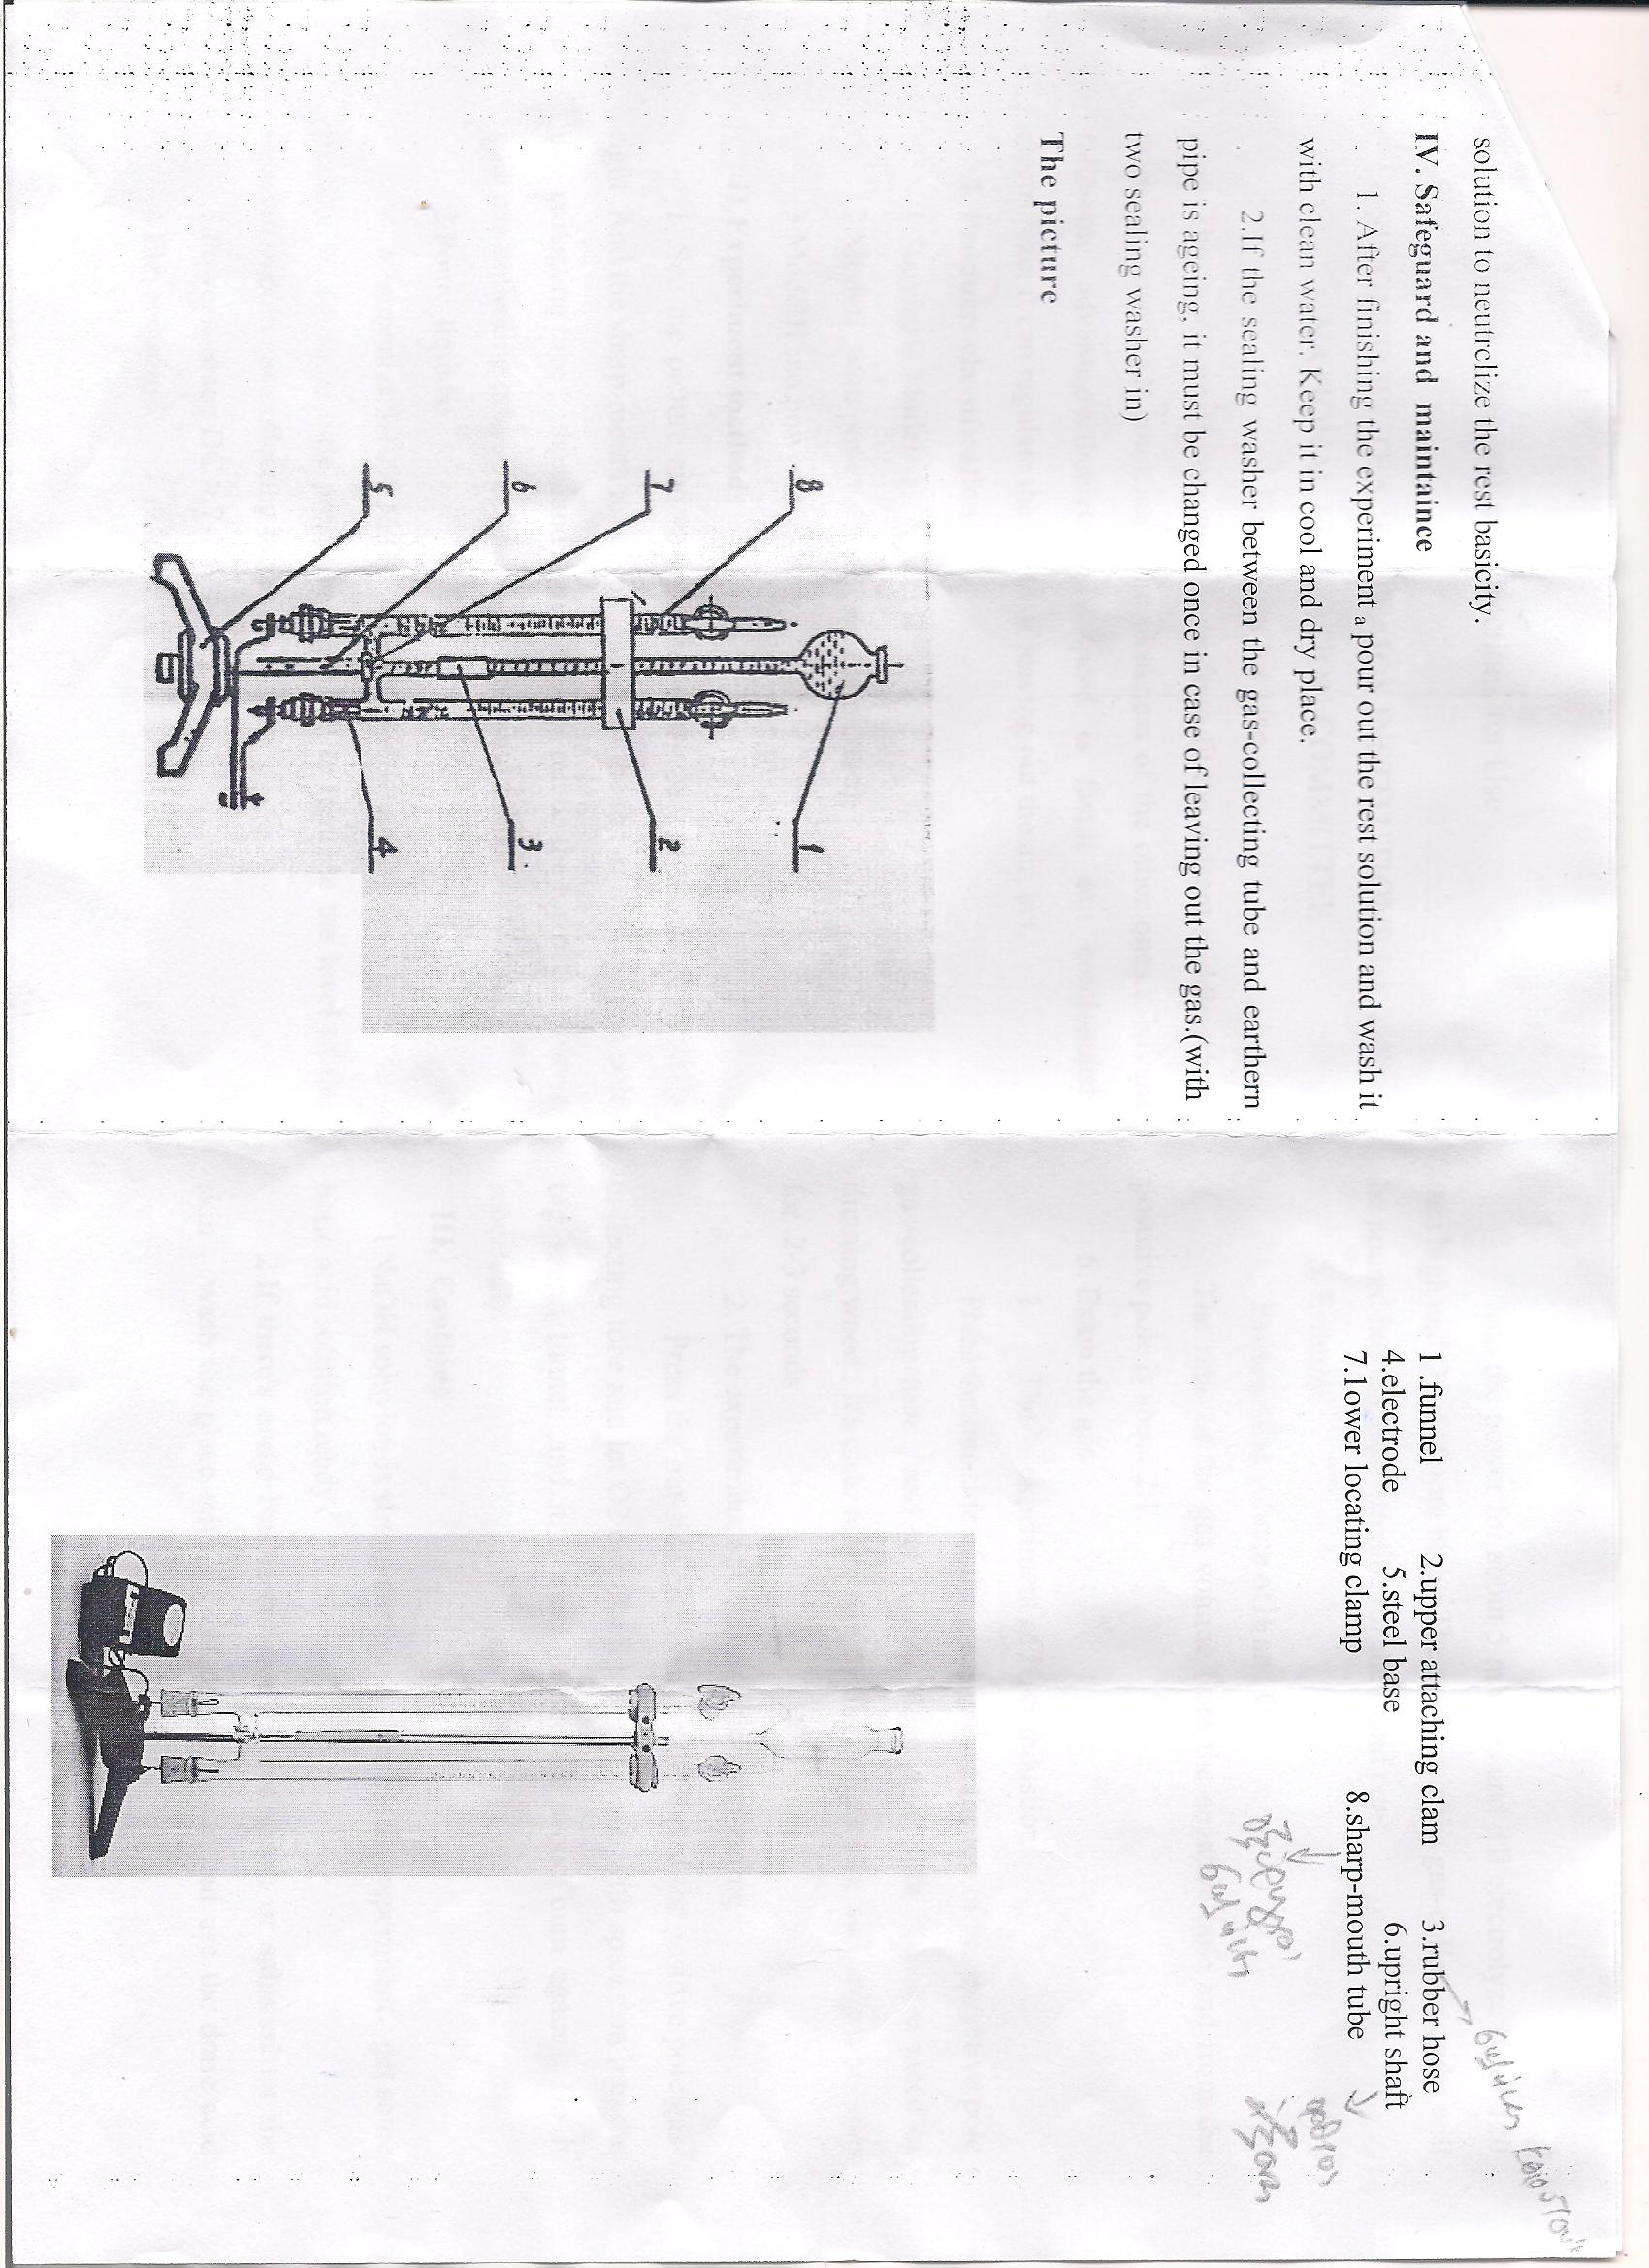 solution to neutrclize the rest basicity.
IV. Safeguard and maintaince
1. After finishing the experiment a pour out the rest solution and wash it
with clean water. Keep it in cool and dry place.
2.If the sealing washer between the gas-collecting tube and earthern
pipe is ageing, it must be changed once in case of leaving out the gas.(with
two sealing washer in)
The picture
8
7
6
5
1
2
3
4
1.funnel 2.upper attaching clam 3.rubber hose
4.electrode 5.steel base 6.upright shaft
7.lower locating clamp 8.sharp-mouth tube